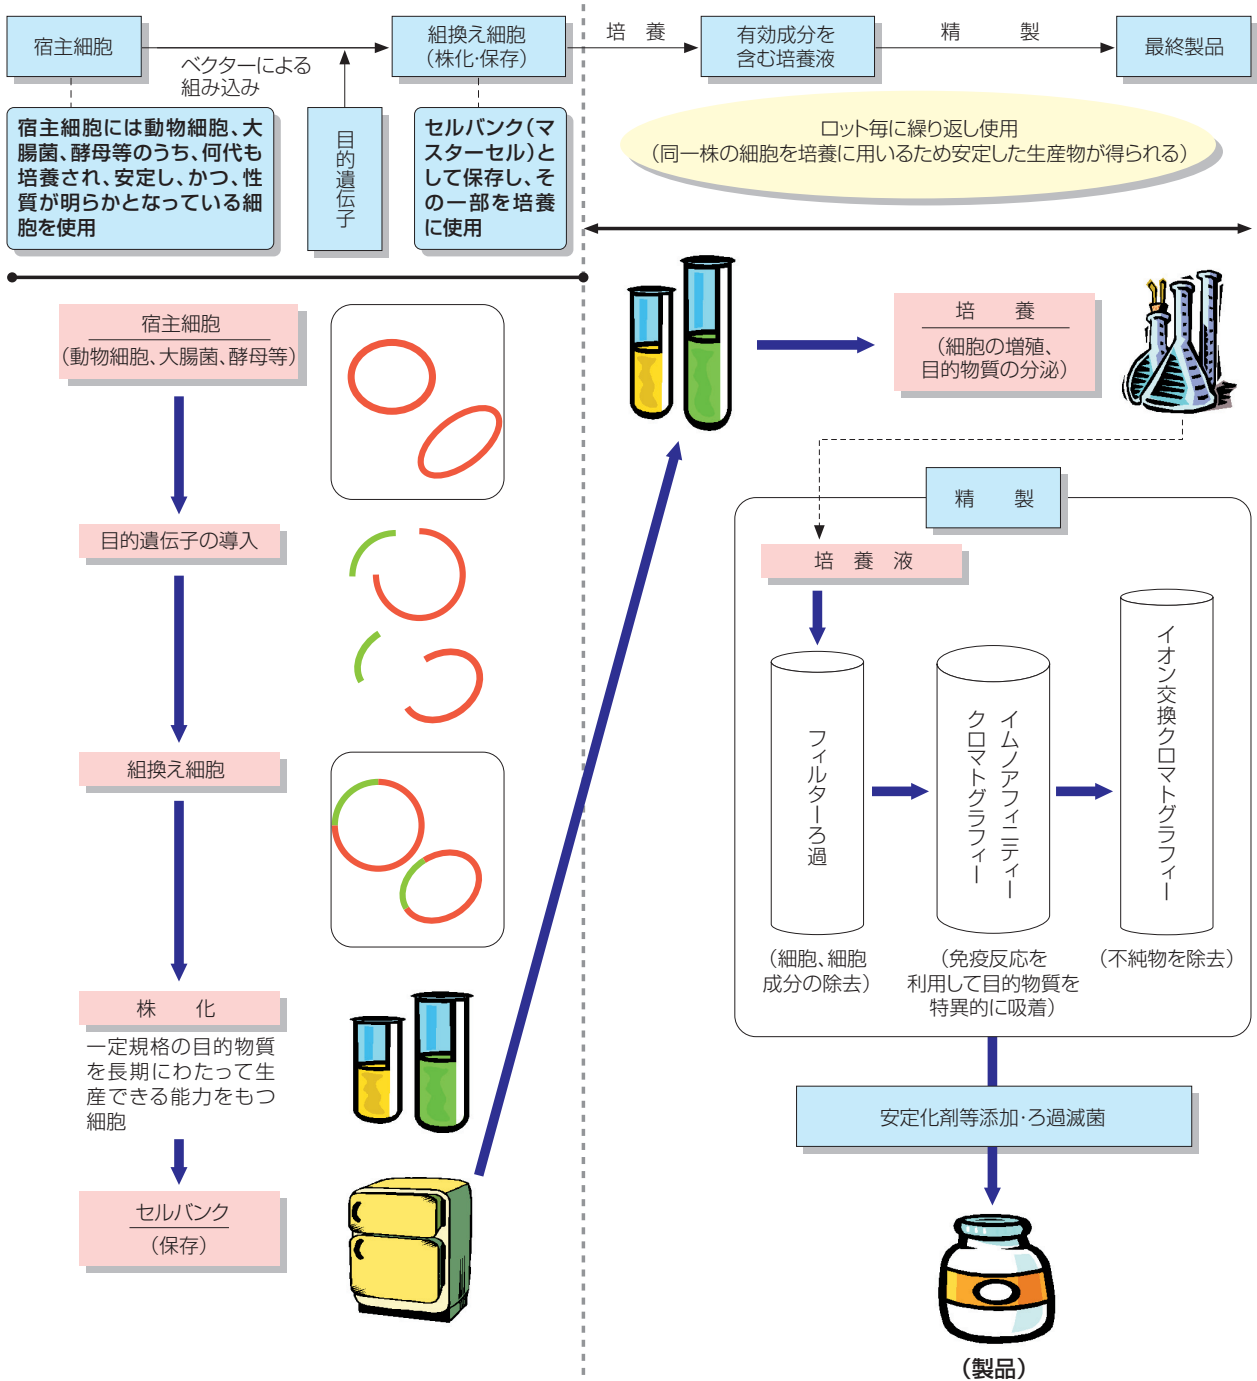 宿主細胞
ベクターによる
組み込み
目的遺伝子
組換え細胞
(株化・保存)
培　養
有効成分を
含む培養液
精　製
最終製品
宿主細胞には動物細胞、大
腸菌、酵母等のうち、何代も
培養され、安定し、かつ、性
質が明らかとなっている細
胞を使用
セルバンク(マ
スターセル)と
して保存し、そ
の一部を培養
に使用
ロット毎に繰り返し使用
(同一株の細胞を培養に用いるため安定した生産物が得られる)
宿主細胞
(動物細胞、大腸菌、酵母等)
目的遺伝子の導入
組換え細胞
株　化
一定規格の目的物質
を長期にわたって生
産できる能力をもつ
細胞
セルバンク
(保存)
培　養
(細胞の増殖、
目的物質の分泌)
精　製
培　養　液
フィルターろ過
(細胞、細胞
成分の除去)
イムノアフィニティー
クロマトグラフィー
(免疫反応を
利用して目的物質を
特異的に吸着)
イオン交換クロマトグラフィー
(不純物を除去)
安定化剤等添加・ろ過滅菌
(製品)